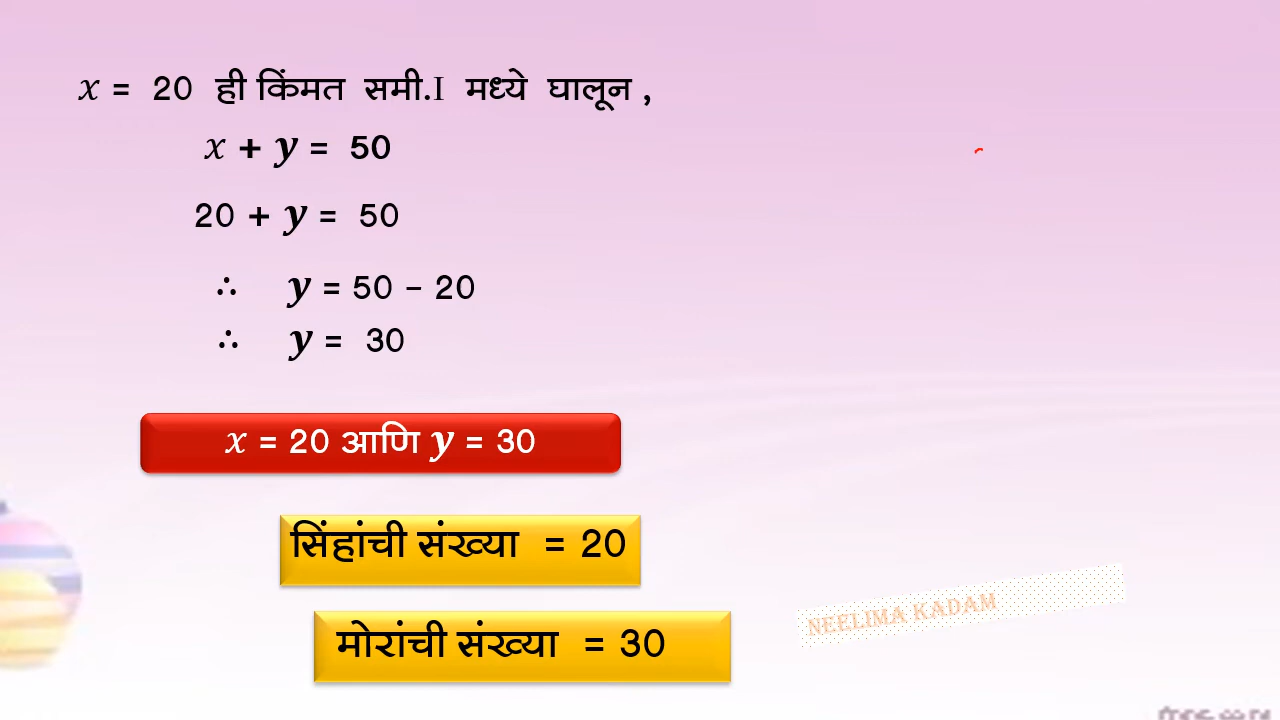 x = 20 ही किंमत समी.I मध्ये घालून ,
x + y = 50
20 + y = 50
∴ y = 50 – 20
∴ y = 30
x = 20 आणि y = 30
सिंहांची संख्या = 20
मोरांची संख्या = 30
NEELIMA KADAM